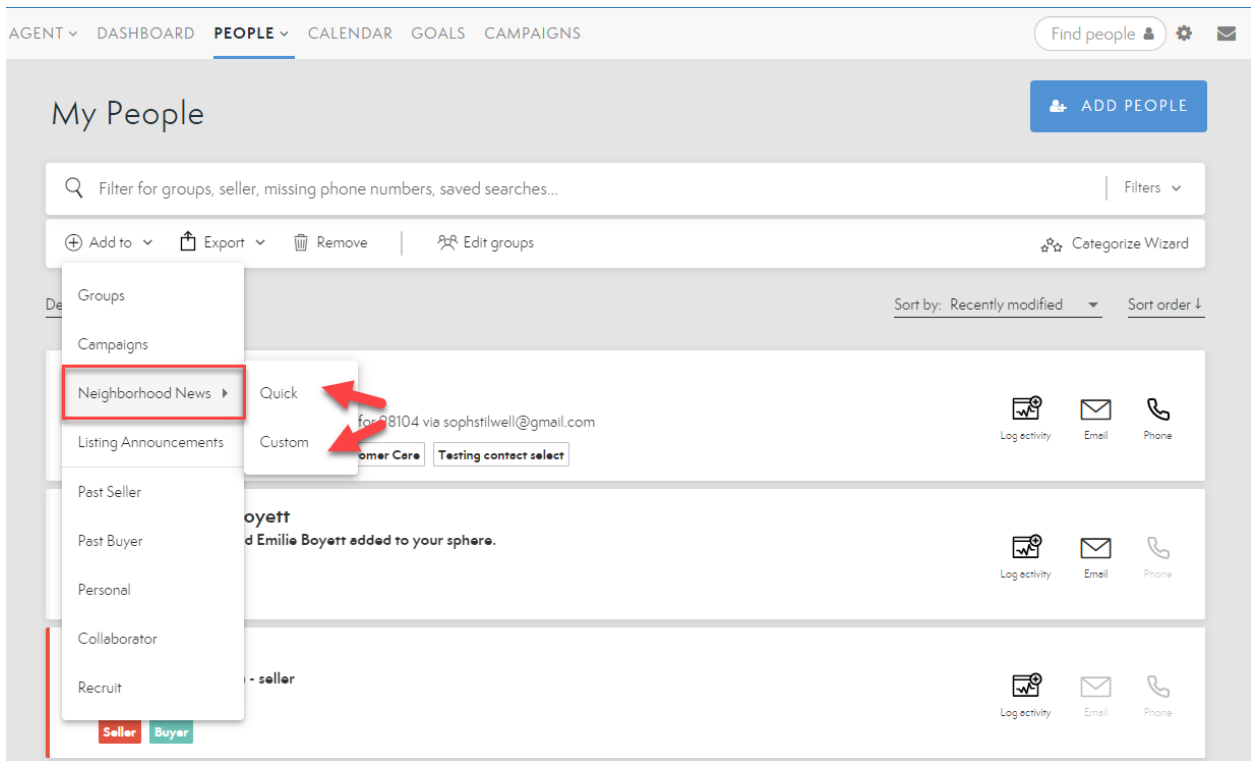 AGENT DASHBOARD PEOPLE CALENDAR GOALS CAMPAIGNS Find people
My People ADD PEOPLE
Filter for groups, seller, missing phone numbers, saved searches... Filters
Add to Export Remove Edit groups Categorize Wizard
Groups
De Sort by: Recently modified Sort order
Campaigns
Neighborhood News Quick
for 98104 via sophstilwell@gmail.com
Listing Announcements Custom
Log activity Email Phone
omer Care Testing contact select
Past Seller
oyett
Past Buyer d Emilie Boyett added to your sphere.
Log activity Email Phone
Personal
Collaborator
Recruit - seller
Log activity Email Phone
Seller Buyer